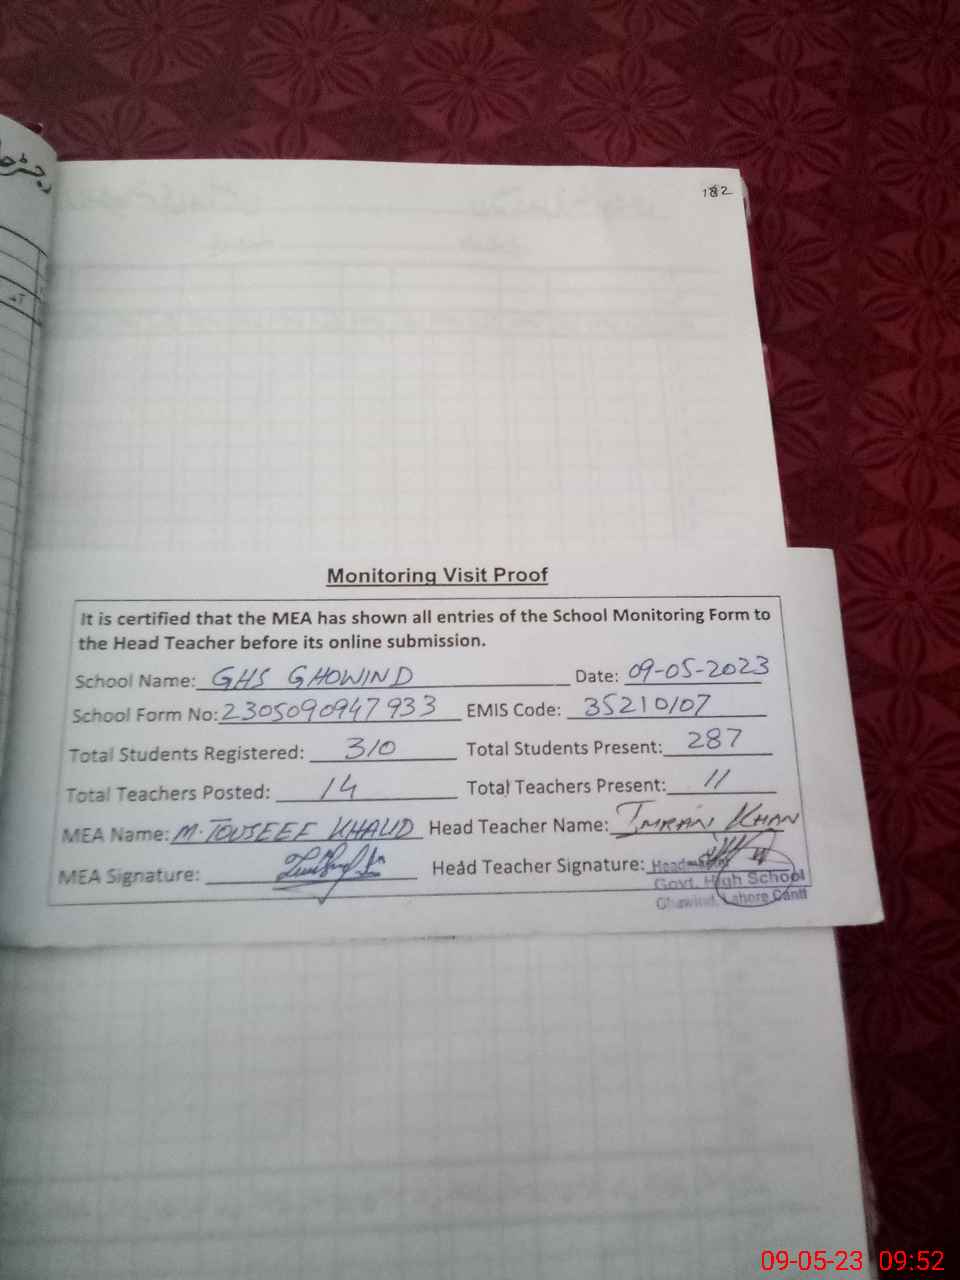 رجسٹر
182
Monitoring Visit Proof
It is certified that the MEA has shown all entries of the School Monitoring Form to
the Head Teacher before its online submission.
School Name: GHS GHOWIND Date: 09-05-2023
School Form No: 2305090947933 EMIS Code: 35210107
Total Students Registered: 310 Total Students Present: 287
Total Teachers Posted: 14 Total Teachers Present: 11
MEA Name: M. TOUSEEF KHALID Head Teacher Name: IMRAN KHAN
MEA Signature: Head Teacher Signature:
Govt. High School
Ghawind, Lahore Cantt
09-05-23 09:52